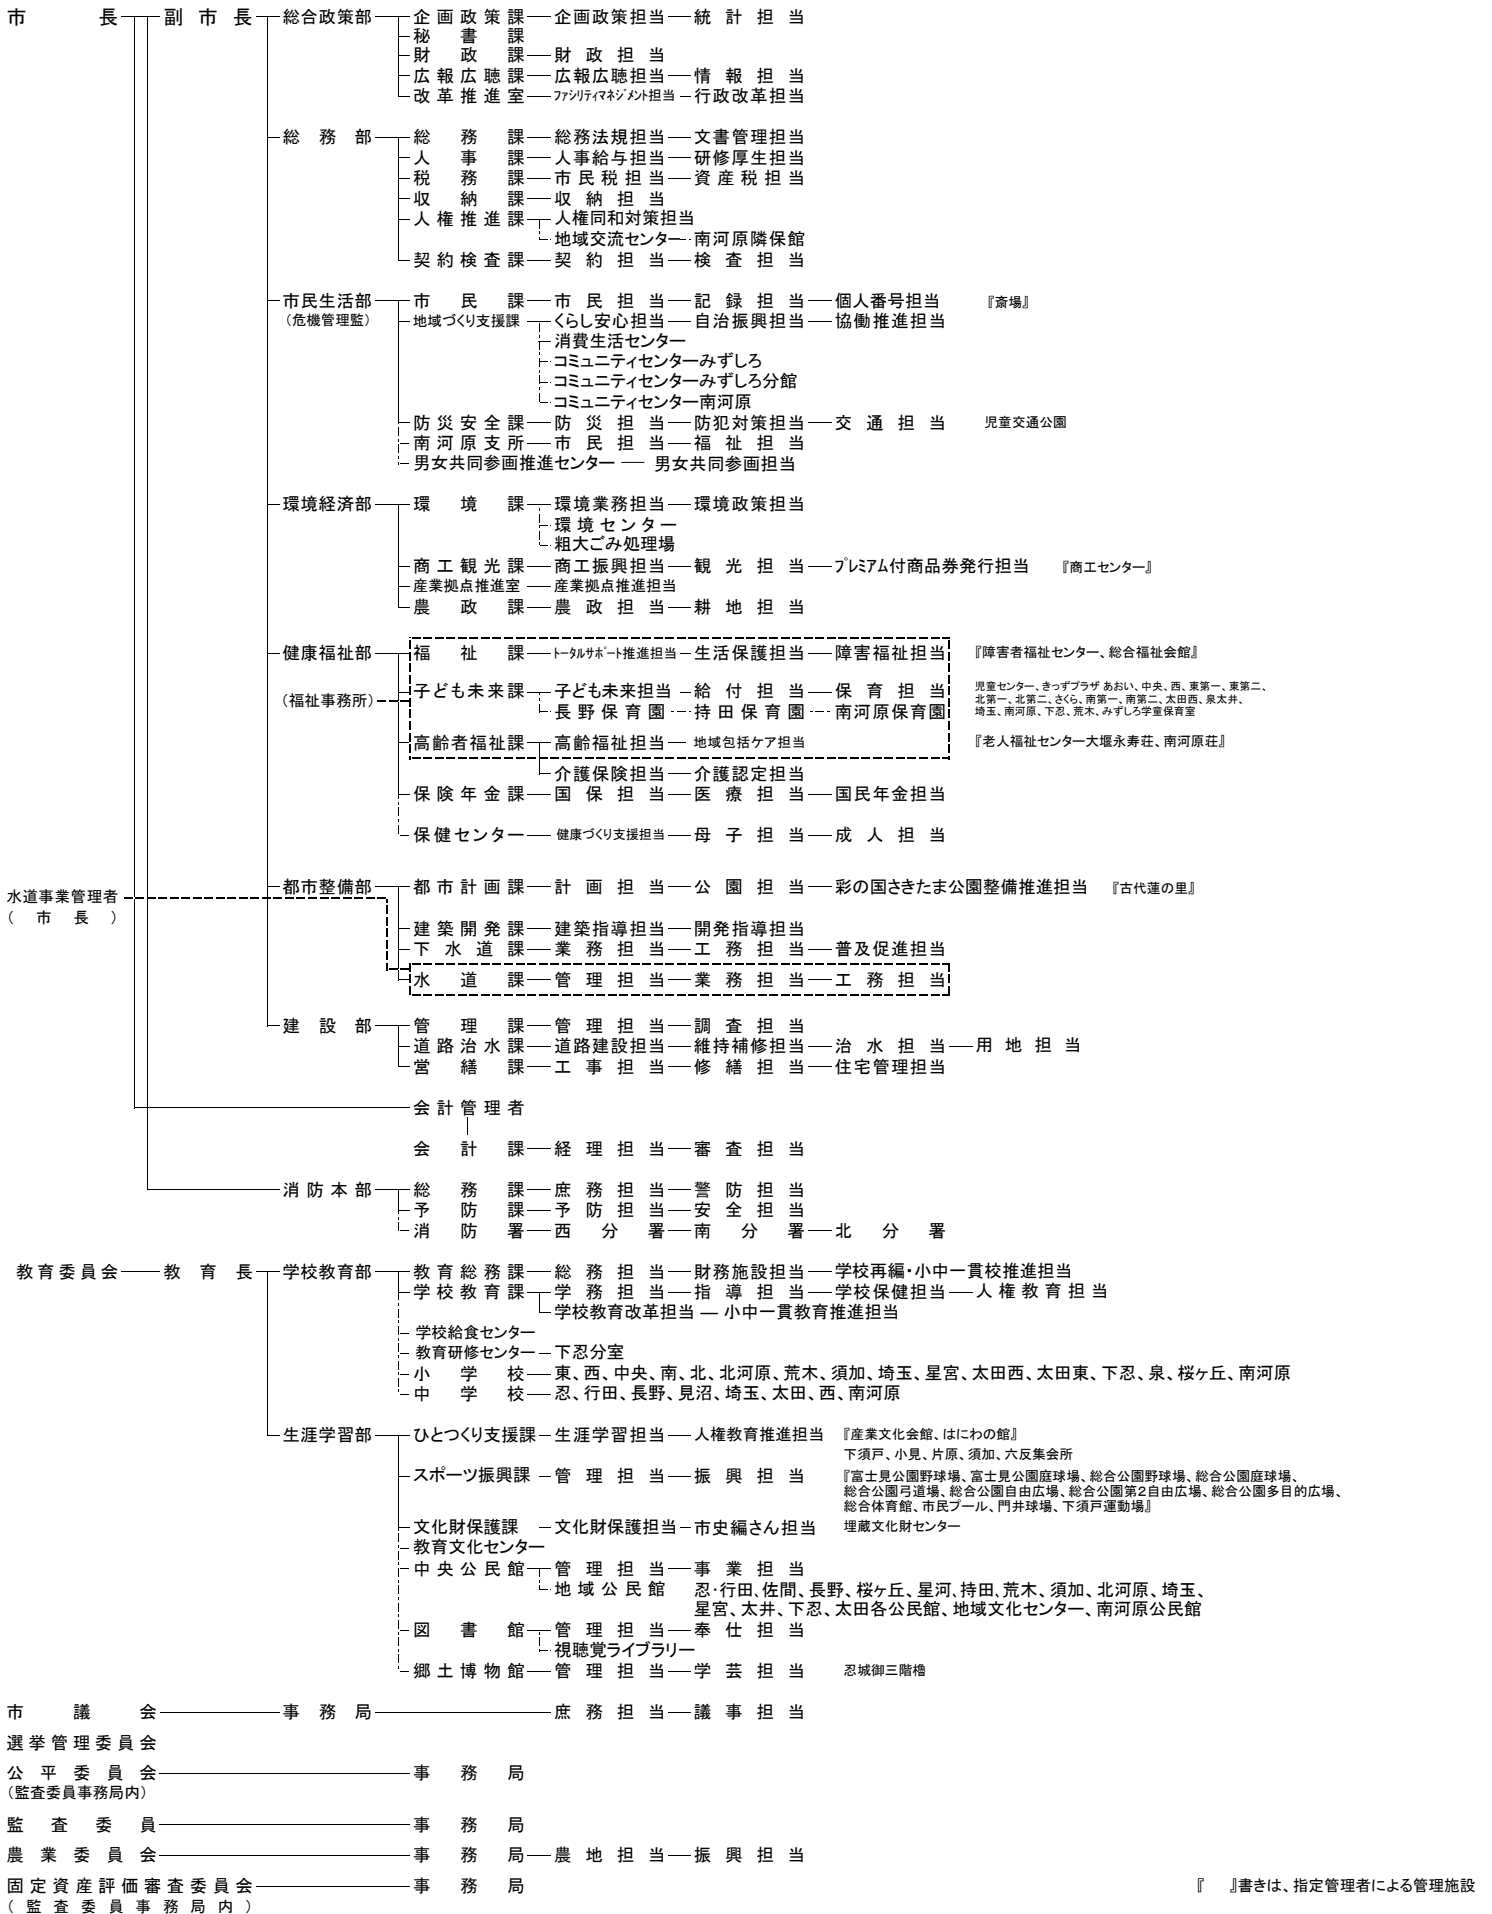 市長 副市長 総合政策部 企画政策課 企画政策担当 統計担当
秘書課
財政課 財政担当
広報広聴課 広報広聴担当 情報担当
改革推進室 ファシリティマネジメント担当 行政改革担当
総務部 総務課 総務法規担当 文書管理担当
人事課 人事給与担当 研修厚生担当
税務課 市民税担当 資産税担当
収納課 収納担当
人権推進課 人権同和対策担当
地域交流センター 南河原隣保館
契約検査課 契約担当 検査担当
市民生活部 市民課 市民担当 記録担当 個人番号担当 『斎場』
(危機管理監) 地域づくり支援課 くらし安心担当 自治振興担当 協働推進担当
消費生活センター
コミュニティセンターみずしろ
コミュニティセンターみずしろ分館
コミュニティセンター南河原
防災安全課 防災担当 防犯対策担当 交通担当 児童交通公園
南河原支所 市民担当 福祉担当
男女共同参画推進センター 男女共同参画担当
環境経済部 環境課 環境業務担当 環境政策担当
環境センター
粗大ごみ処理場
商工観光課 商工振興担当 観光担当 プレミアム付商品券発行担当 『商工センター』
産業拠点推進室 産業拠点推進担当
農政課 農政担当 耕地担当
健康福祉部 福祉課 トータルサポート推進担当 生活保護担当 障害福祉担当 『障害者福祉センター、総合福祉会館』
(福祉事務所) 子ども未来課 子ども未来担当 給付担当 保育担当 児童センター、きっずプラザ あおい、中央、西、東第一、東第二、
北第一、北第二、さくら、南第一、南第二、太田西、泉太井、
長野保育園 持田保育園 南河原保育園 埼玉、南河原、下忍、荒木、みずしろ学童保育室
高齢者福祉課 高齢福祉担当 地域包括ケア担当 『老人福祉センター大堰永寿荘、南河原荘』
介護保険担当 介護認定担当
保険年金課 国保担当 医療担当 国民年金担当
保健センター 健康づくり支援担当 母子担当 成人担当
都市整備部 都市計画課 計画担当 公園担当 彩の国さきたま公園整備推進担当 『古代蓮の里』
水道事業管理者
(市長)
建築開発課 建築指導担当 開発指導担当
下水道課 業務担当 工務担当 普及促進担当
水道課 管理担当 業務担当 工務担当
建設部 管理課 管理担当 調査担当
道路治水課 道路建設担当 維持補修担当 治水担当 用地担当
営繕課 工事担当 修繕担当 住宅管理担当
会計管理者
会計課 経理担当 審査担当
消防本部 総務課 庶務担当 警防担当
予防課 予防担当 安全担当
消防署 西分署 南分署 北分署
教育委員会 教育長 学校教育部 教育総務課 総務担当 財務施設担当 学校再編・小中一貫校推進担当
学校教育課 学務担当 指導担当 学校保健担当 人権教育担当
学校教育改革担当 小中一貫教育推進担当
学校給食センター
教育研修センター 下忍分室
小学校 東、西、中央、南、北、北河原、荒木、須加、埼玉、星宮、太田西、太田東、下忍、泉、桜ヶ丘、南河原
中学校 忍、行田、長野、見沼、埼玉、太田、西、南河原
生涯学習部 ひとつくり支援課 生涯学習担当 人権教育推進担当 『産業文化会館、はにわの館』
下須戸、小見、片原、須加、六反集会所
スポーツ振興課 管理担当 振興担当 『富士見公園野球場、富士見公園庭球場、総合公園野球場、総合公園庭球場、
総合公園弓道場、総合公園自由広場、総合公園第2自由広場、総合公園多目的広場、
総合体育館、市民プール、門井球場、下須戸運動場』
文化財保護課 文化財保護担当 市史編さん担当 埋蔵文化財センター
教育文化センター
中央公民館 管理担当 事業担当
地域公民館 忍・行田、佐間、長野、桜ヶ丘、星河、持田、荒木、須加、北河原、埼玉、
星宮、太井、下忍、太田各公民館、地域文化センター、南河原公民館
図書館 管理担当 奉仕担当
視聴覚ライブラリー
郷土博物館 管理担当 学芸担当 忍城御三階櫓
市議会 事務局 庶務担当 議事担当
選挙管理委員会
公平委員会 事務局
(監査委員事務局内)
監査委員 事務局
農業委員会 事務局 農地担当 振興担当
固定資産評価審査委員会 事務局 『 』書きは、指定管理者による管理施設
(監査委員事務局内)